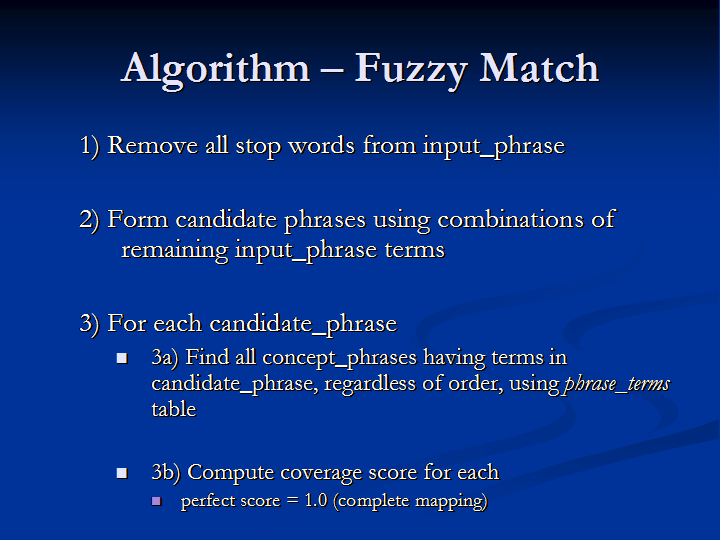 Algorithm – Fuzzy Match
1) Remove all stop words from input_phrase
2) Form candidate phrases using combinations of
remaining input_phrase terms
3) For each candidate_phrase
3a) Find all concept_phrases having terms in
candidate_phrase, regardless of order, using phrase_terms
table
3b) Compute coverage score for each
perfect score = 1.0 (complete mapping)